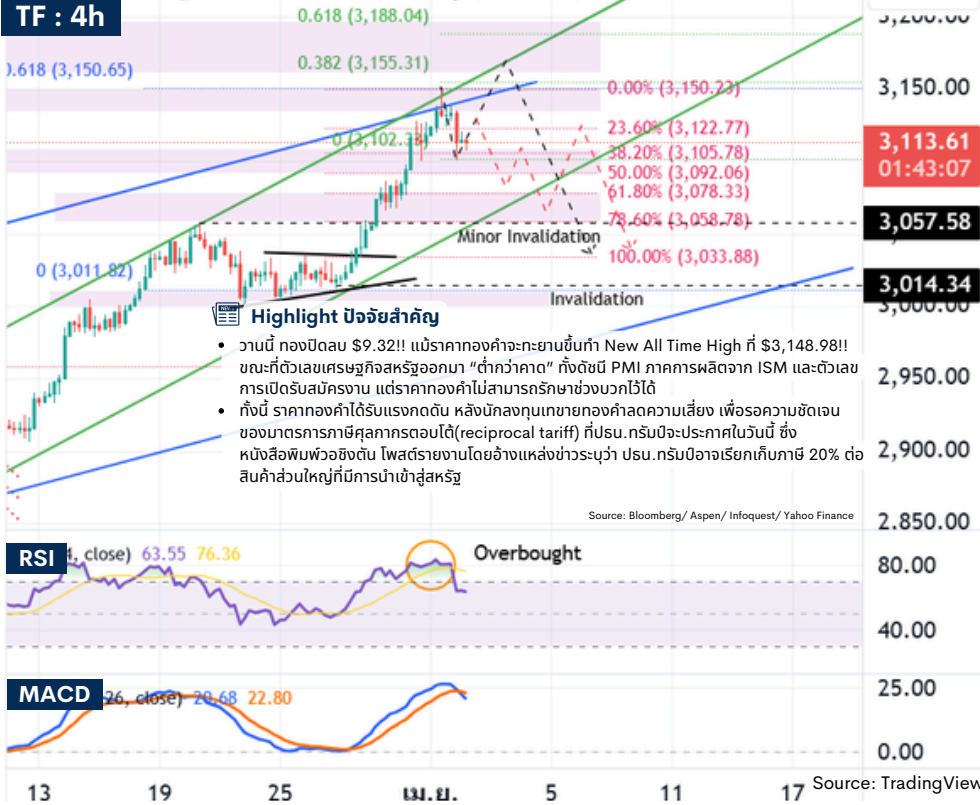 TF : 4h
0.618 (3,188.04)
3,200.00
0.382 (3,155.31)
0.618 (3,150.65)
0.00% (3,150.23)
3,150.00
23.60% (3,122.77)
0 (3,102.33)
3,113.61
01:43:07
38.20% (3,105.78)
50.00% (3,092.06)
61.80% (3,078.33)
78.60% (3,058.78)
3,057.58
Minor Invalidation
100.00% (3,033.88)
0 (3,011.82)
3,014.34
Invalidation
3,000.00
NEWS
Highlight ปัจจัยสำคัญ
• วานนี้ ทองปิดลบ $9.32!! แม้ราคาทองคำจะทะยานขึ้นทำ New All Time High ที่ $3,148.98!!
ขณะที่ตัวเลขเศรษฐกิจสหรัฐออกมา “ต่ำกว่าคาด” ทั้งดัชนี PMI ภาคการผลิตจาก ISM และตัวเลข
การเปิดรับสมัครงาน แต่ราคาทองคำไม่สามารถรักษาช่วงบวกไว้ได้
• ทั้งนี้ ราคาทองคำได้รับแรงกดดัน หลังนักลงทุนเทขายทองคำลดความเสี่ยง เพื่อรอความชัดเจน
ของมาตรการภาษีศุลกากรตอบโต้(reciprocal tariff) ที่ปธน.ทรัมป์จะประกาศในวันนี้ ซึ่ง
หนังสือพิมพ์วอชิงตัน โพสต์รายงานโดยอ้างแหล่งข่าวระบุว่า ปธน.ทรัมป์อาจเรียกเก็บภาษี 20% ต่อ
สินค้าส่วนใหญ่ที่มีการนำเข้าสู่สหรัฐ
2,950.00
2,900.00
Source: Bloomberg/ Aspen/ Infoquest/ Yahoo Finance
2,850.00
RSI
4, close) 63.55 76.36
Overbought
80.00
40.00
MACD
26, close) 20.68 22.80
25.00
0.00
13 19 25 เม.ย. 5 11 17
Source: TradingView